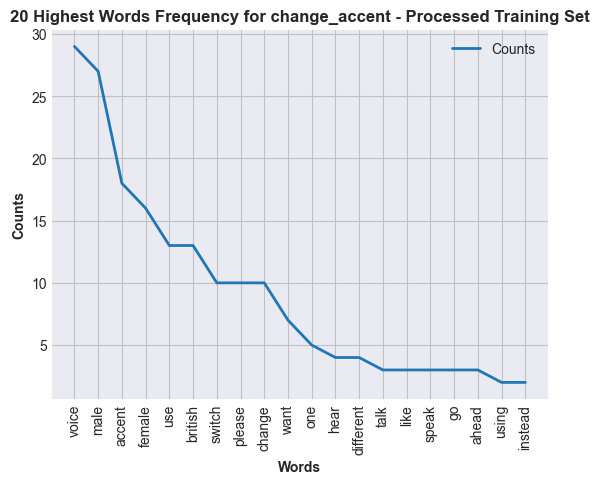 20 Highest Words Frequency for change_accent - Processed Training Set
Counts
30
25
20
15
10
5
Counts
voice
male
accent
female
use
british
switch
please
change
want
one
hear
different
talk
like
speak
go
ahead
using
instead
Words